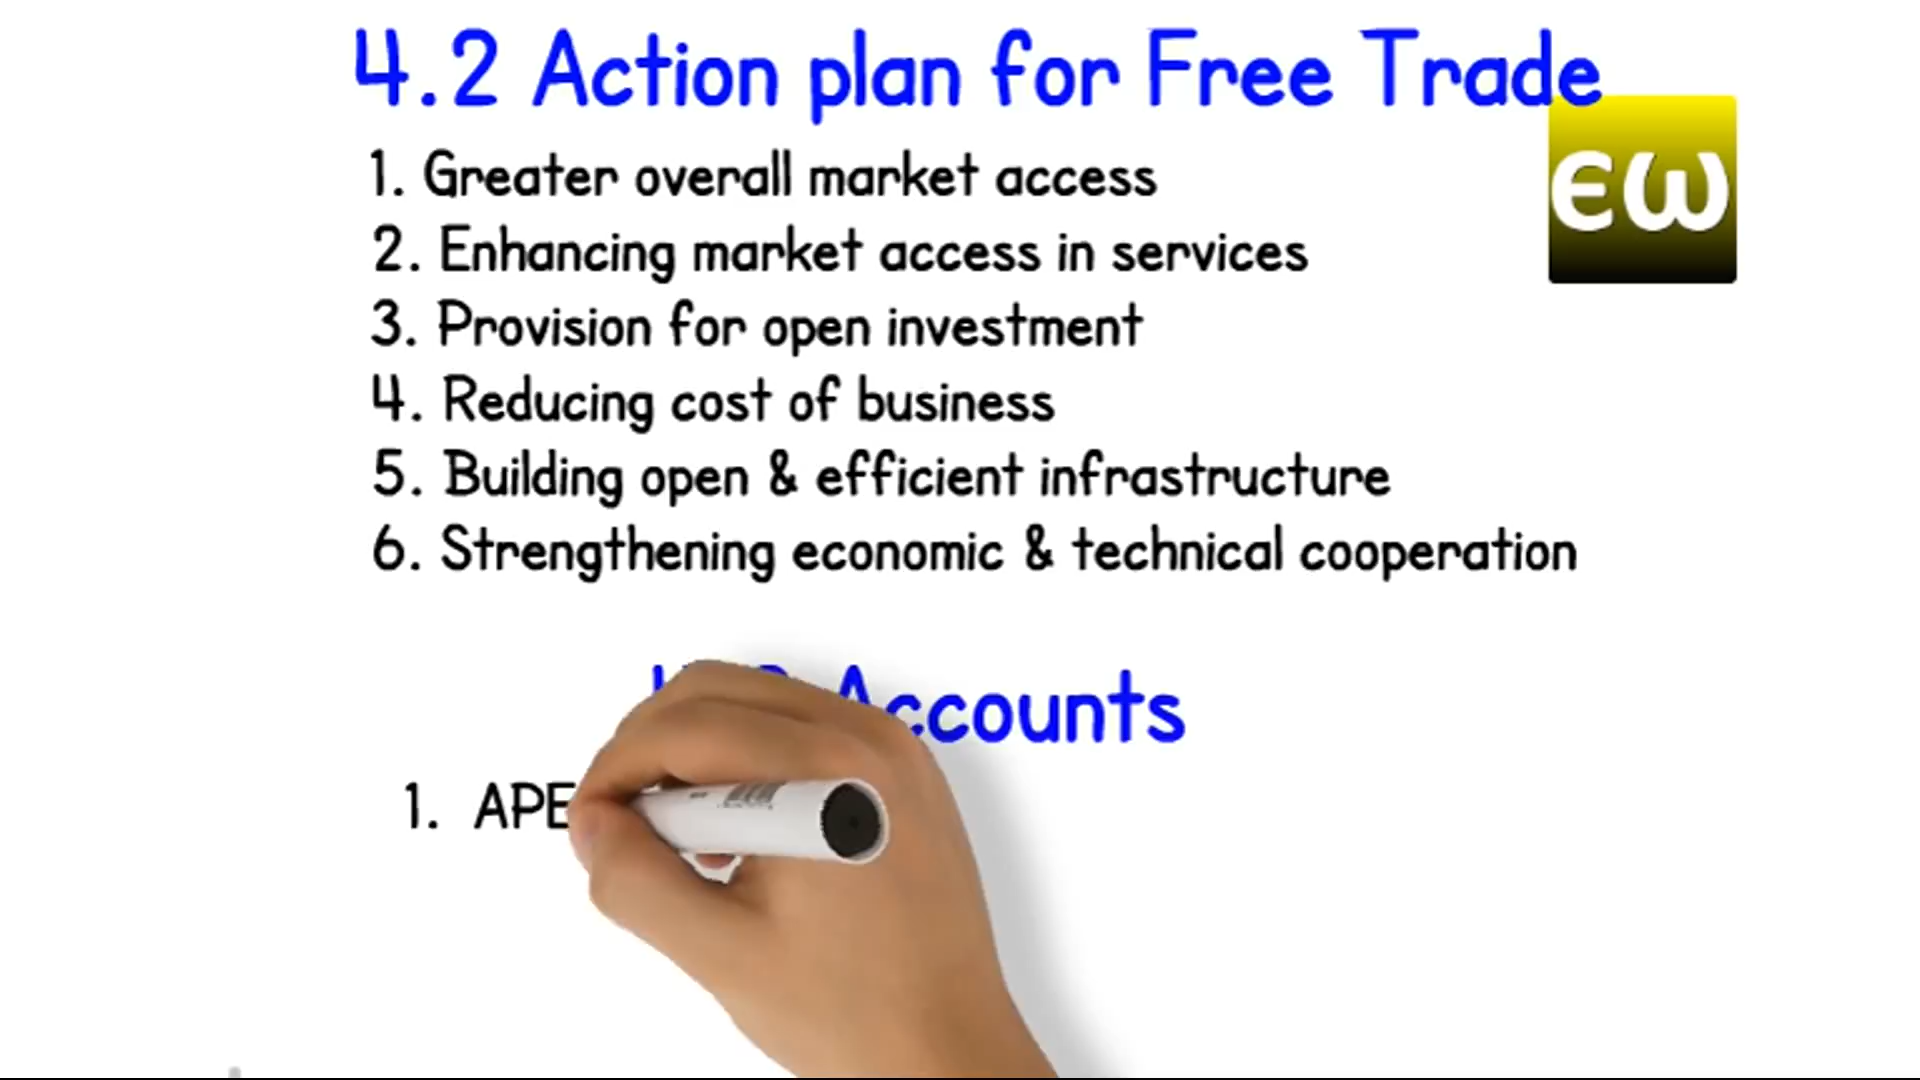 4.2 Action plan for Free Trade
εω
1. Greater overall market access
2. Enhancing market access in services
3. Provision for open investment
4. Reducing cost of business
5. Building open & efficient infrastructure
6. Strengthening economic & technical cooperation
Accounts
1. APE